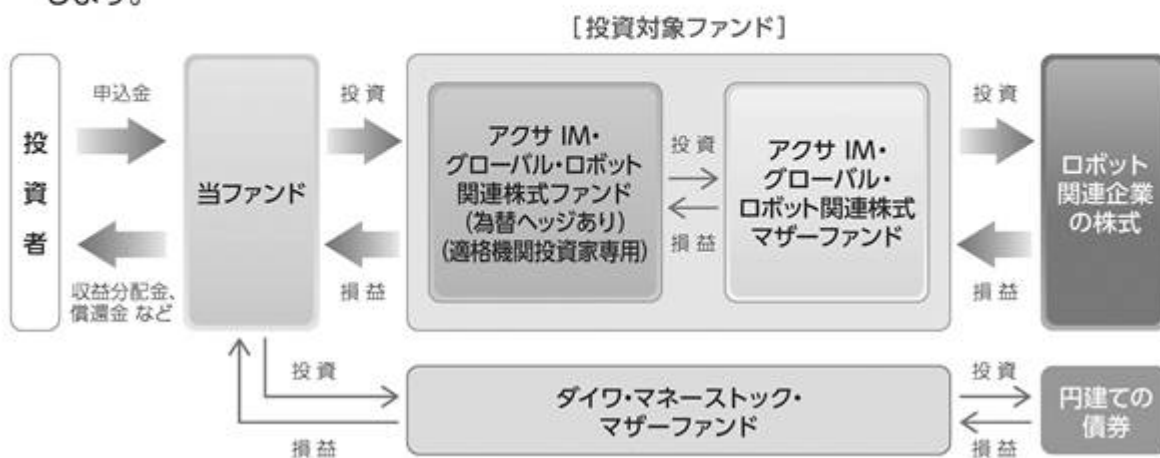 します。
[投資対象ファンド]
投資者
申込金
収益分配金、
償還金 など
当ファンド
投資
損益
アクサ IM・
グローバル・ロボット
関連株式ファンド
(為替ヘッジあり)
(適格機関投資家専用)
投資
損益
アクサ IM・
グローバル・
ロボット関連株式
マザーファンド
投資
損益
ロボット
関連企業
の株式
投資
損益
ダイワ・マネーストック・
マザーファンド
投資
損益
円建ての
債券